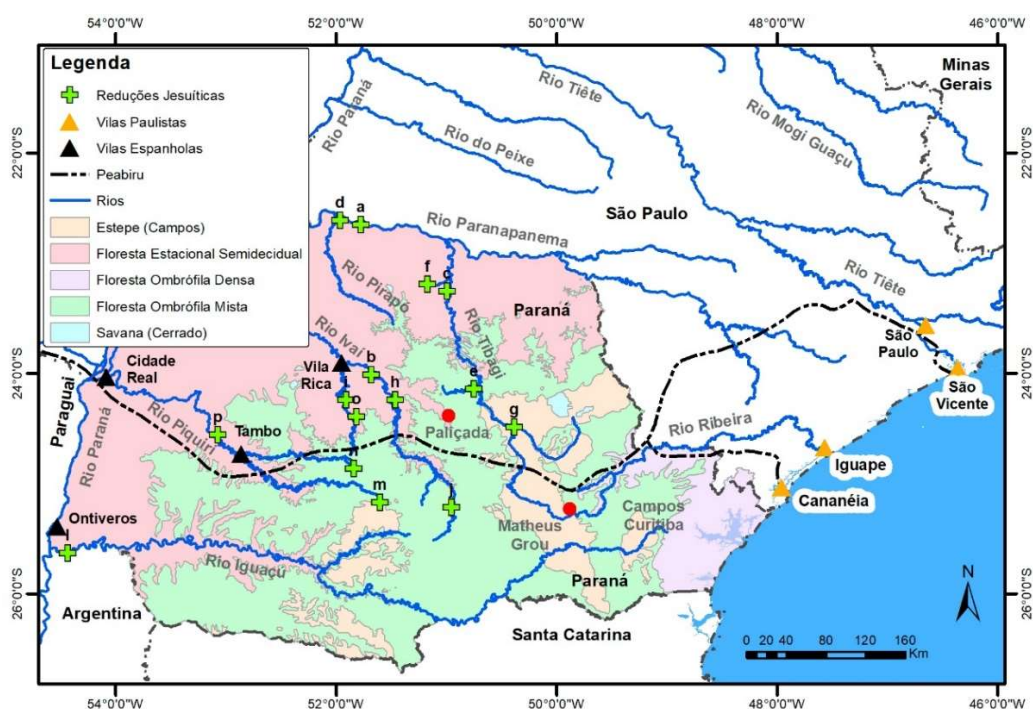 54°0'0"W
52°0'0"W
50°0'0"W
48°0'0"W
46°0'0"W
Legenda
Reduções Jesuíticas
Vilas Paulistas
Vilas Espanholas
Peabiru
Rios
Estepe (Campos)
Floresta Estacional Semidecidual
Floresta Ombrófila Densa
Floresta Ombrófila Mista
Savana (Cerrado)
Minas
Gerais
Rio Paraná
Rio Tiête
Rio Mogi Guaçu
Rio do Peixe
22°0'0"S
22°0'0"S
São Paulo
d
a
Rio Paranapanema
f
c
Rio Pirapó
Paraná
Rio Tiête
Rio Ivaí
Rio Tibagi
São
Paulo
24°0'0"S
24°0'0"S
Cidade
Real
Vila
Rica
b
h
i
e
o
São
Vicente
Paraguai
p
Rio Piquiri
Tambo
Paliçada
g
Rio Ribeira
Rio Paraná
n
Iguape
m
j
Cananéia
Ontiveros
l
Matheus
Grou
Campos
Curitiba
Rio Iguaçú
Paraná
26°0'0"S
26°0'0"S
Argentina
Santa Catarina
N
0 20 40 80 120 160
Km
54°0'0"W
52°0'0"W
50°0'0"W
48°0'0"W
46°0'0"W